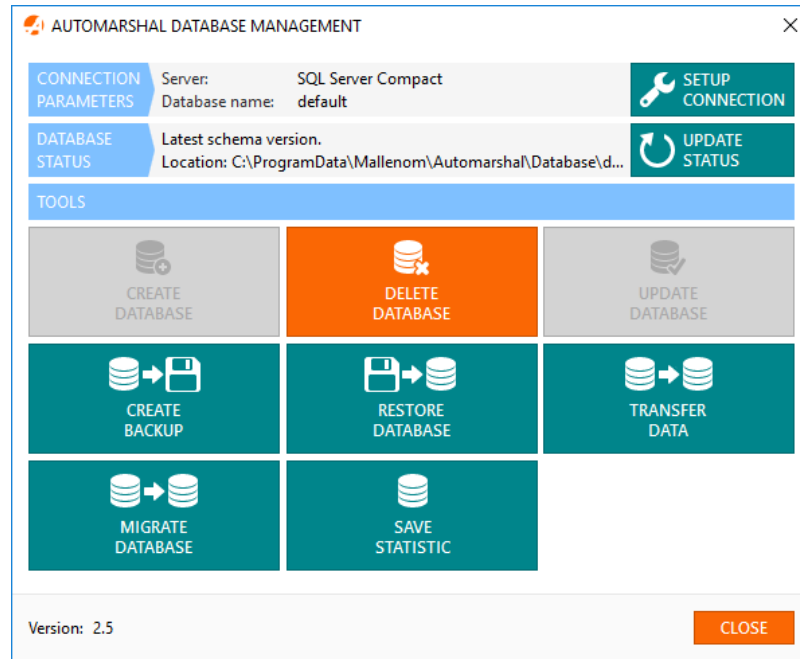 AUTOMARSHAL DATABASE MANAGEMENT
CONNECTION
PARAMETERS
Server: SQL Server Compact
Database name: default
SETUP
CONNECTION
DATABASE
STATUS
Latest schema version.
Location: C:\ProgramData\Mallenom\Automarshal\Database\d...
UPDATE
STATUS
TOOLS
CREATE
DATABASE
DELETE
DATABASE
UPDATE
DATABASE
CREATE
BACKUP
RESTORE
DATABASE
TRANSFER
DATA
MIGRATE
DATABASE
SAVE
STATISTIC
Version: 2.5
CLOSE